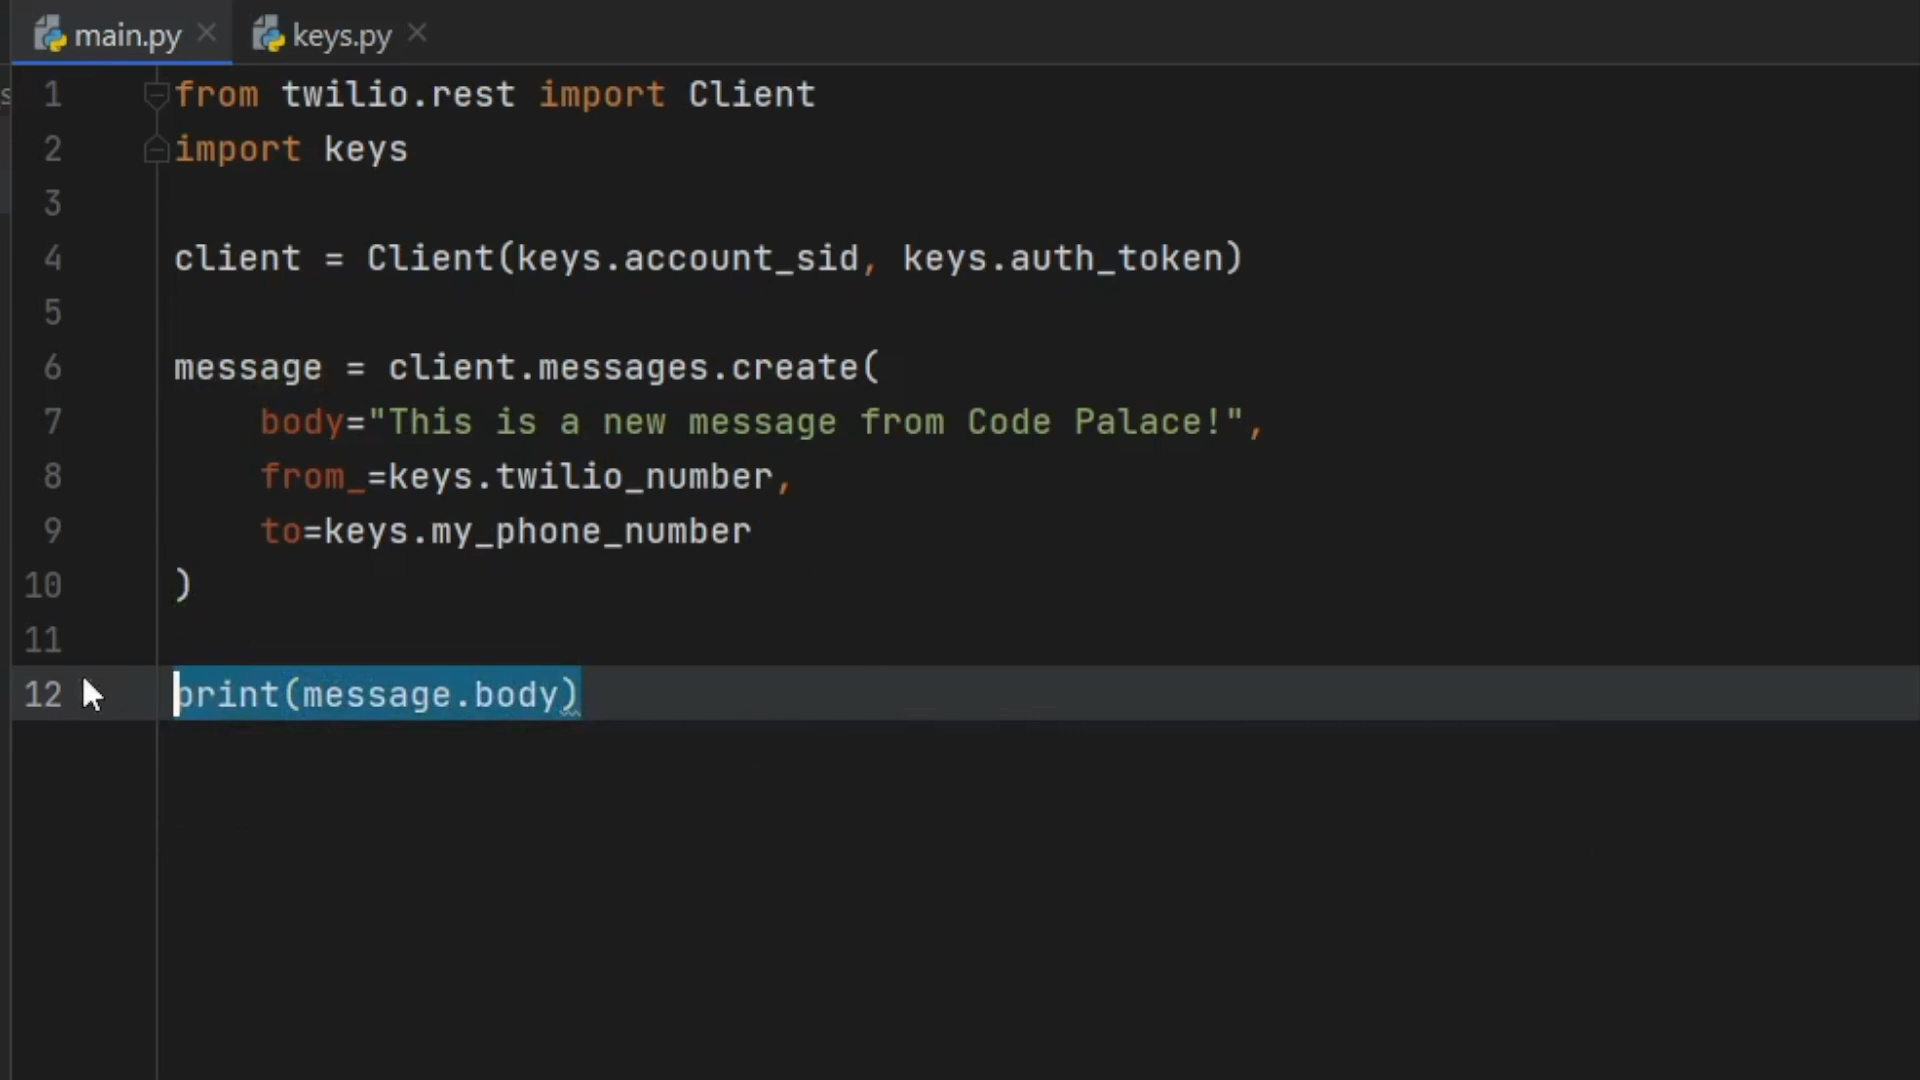 main.py keys.py
s
1 from twilio.rest import Client
2 import keys
3
4 client = Client(keys.account_sid, keys.auth_token)
5
6 message = client.messages.create(
7     body="This is a new message from Code Palace!",
8     from_=keys.twilio_number,
9     to=keys.my_phone_number
10 )
11
12 print(message.body)